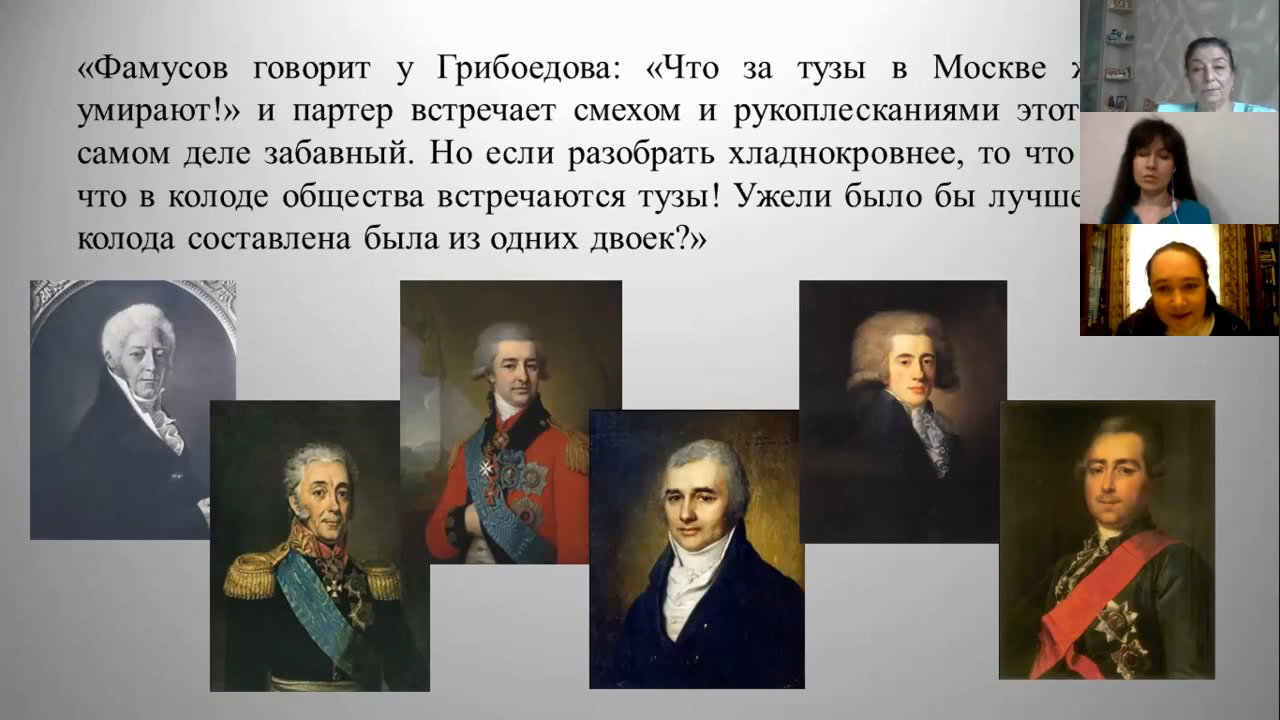 «Фамусов говорит у Грибоедова: «Что за тузы в Москве
умирают!» и партер встречает смехом и рукоплесканиями этот
самом деле забавный. Но если разобрать хладнокровнее, то что
что в колоде общества встречаются тузы! Ужели было бы лучше
колода составлена была из одних двоек?»